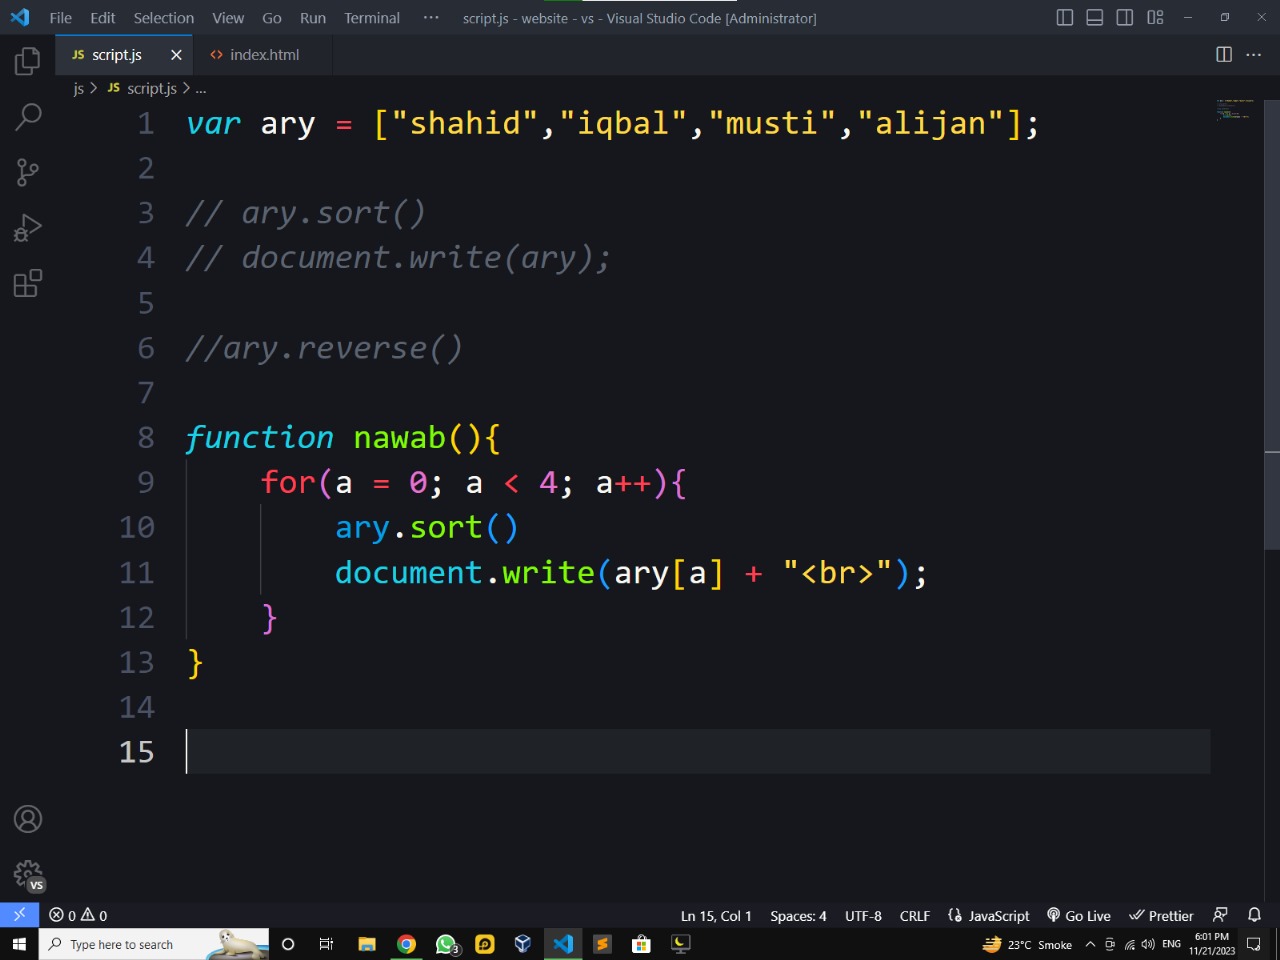 File Edit Selection View Go Run Terminal ··· script.js - website - vs - Visual Studio Code [Administrator]
JS script.js × <> index.html ···
js > JS script.js > ...
1 var ary = ["shahid","iqbal","musti","alijan"];
2
3 // ary.sort()
4 // document.write(ary);
5
6 //ary.reverse()
7
8 function nawab(){
9 for(a = 0; a < 4; a++){
10 ary.sort()
11 document.write(ary[a] + "<br>");
12 }
13 }
14
15
VS
0 0 Ln 15, Col 1 Spaces: 4 UTF-8 CRLF JavaScript Go Live Prettier
Type here to search 3 23°C Smoke ENG 6:01 PM
11/21/2023